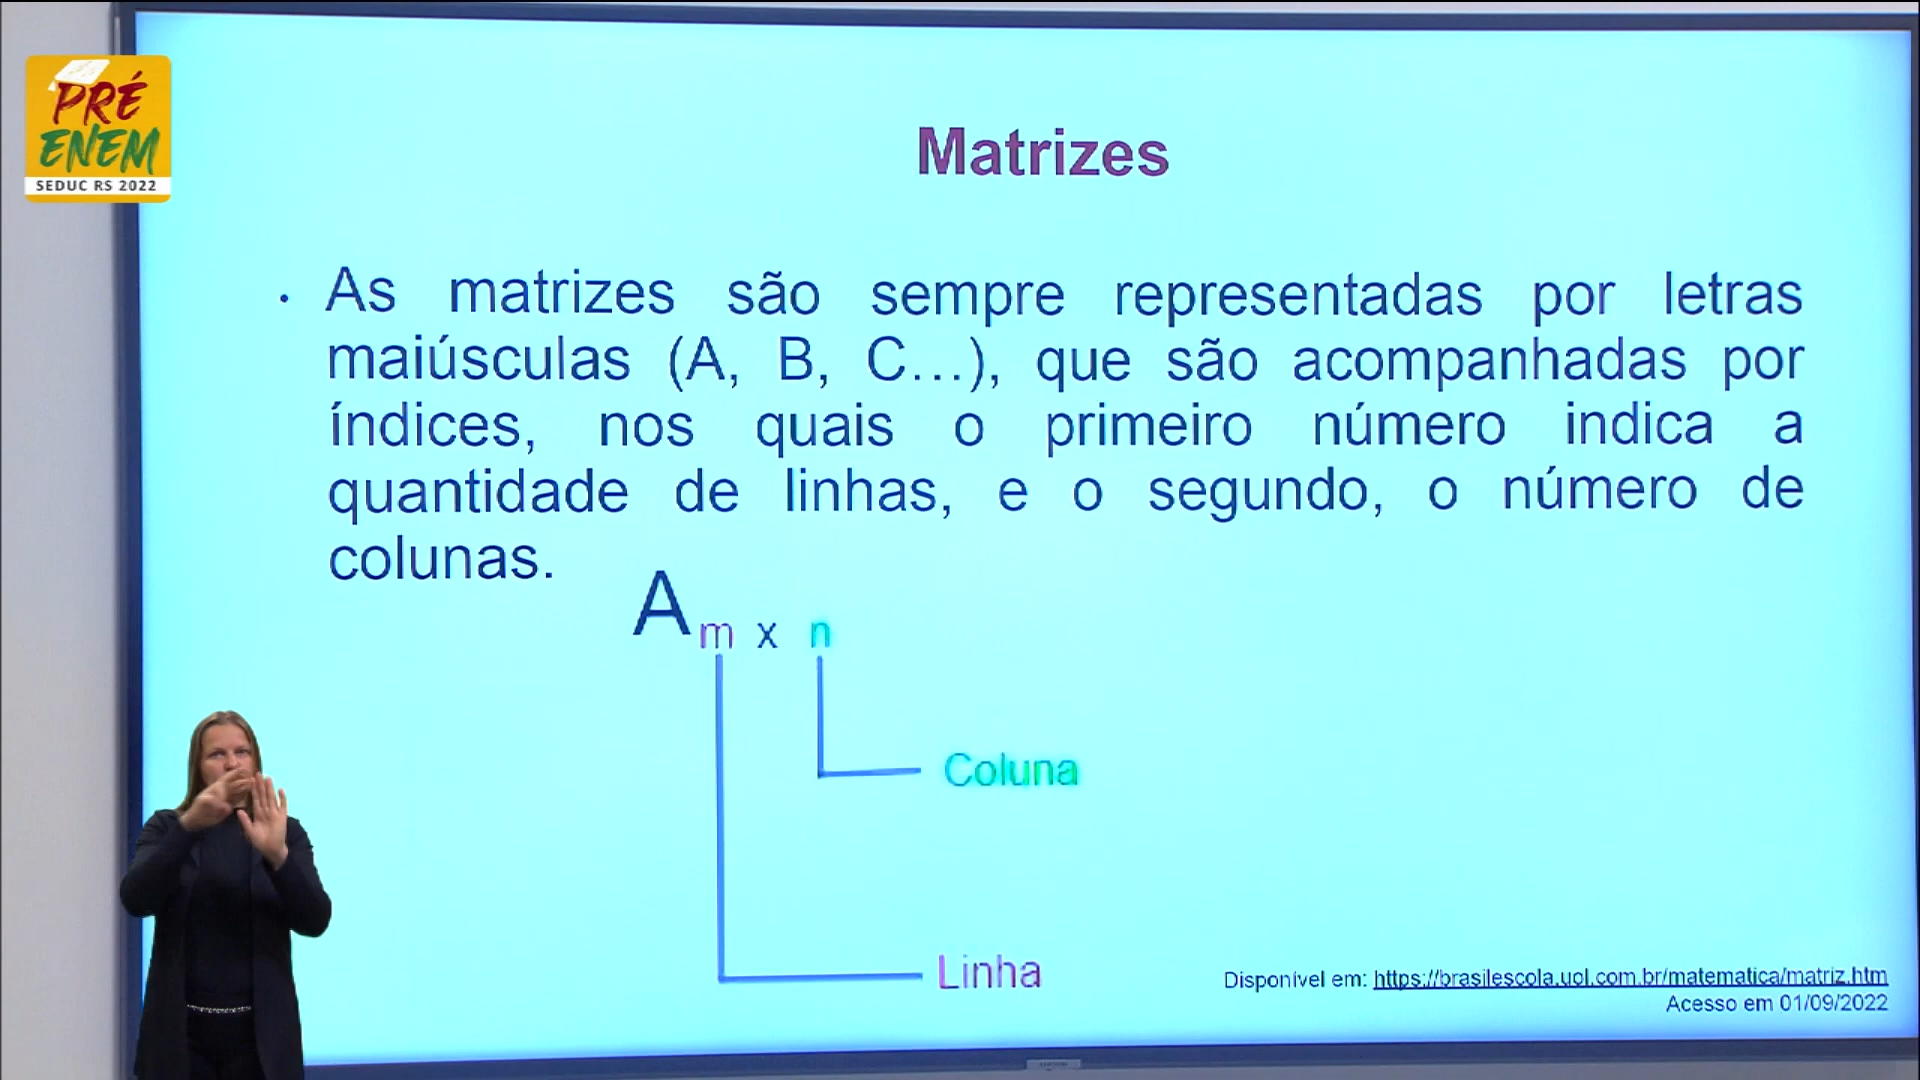 PRÉ
ENEM
SEDUC RS 2022
Matrizes
• As matrizes são sempre representadas por letras
maiúsculas (A, B, C...), que são acompanhadas por
índices, nos quais o primeiro número indica a
quantidade de linhas, e o segundo, o número de
colunas.
A m x n
Coluna
Linha
Disponível em: https://brasilescola.uol.com.br/matematica/matriz.htm
Acesso em 01/09/2022